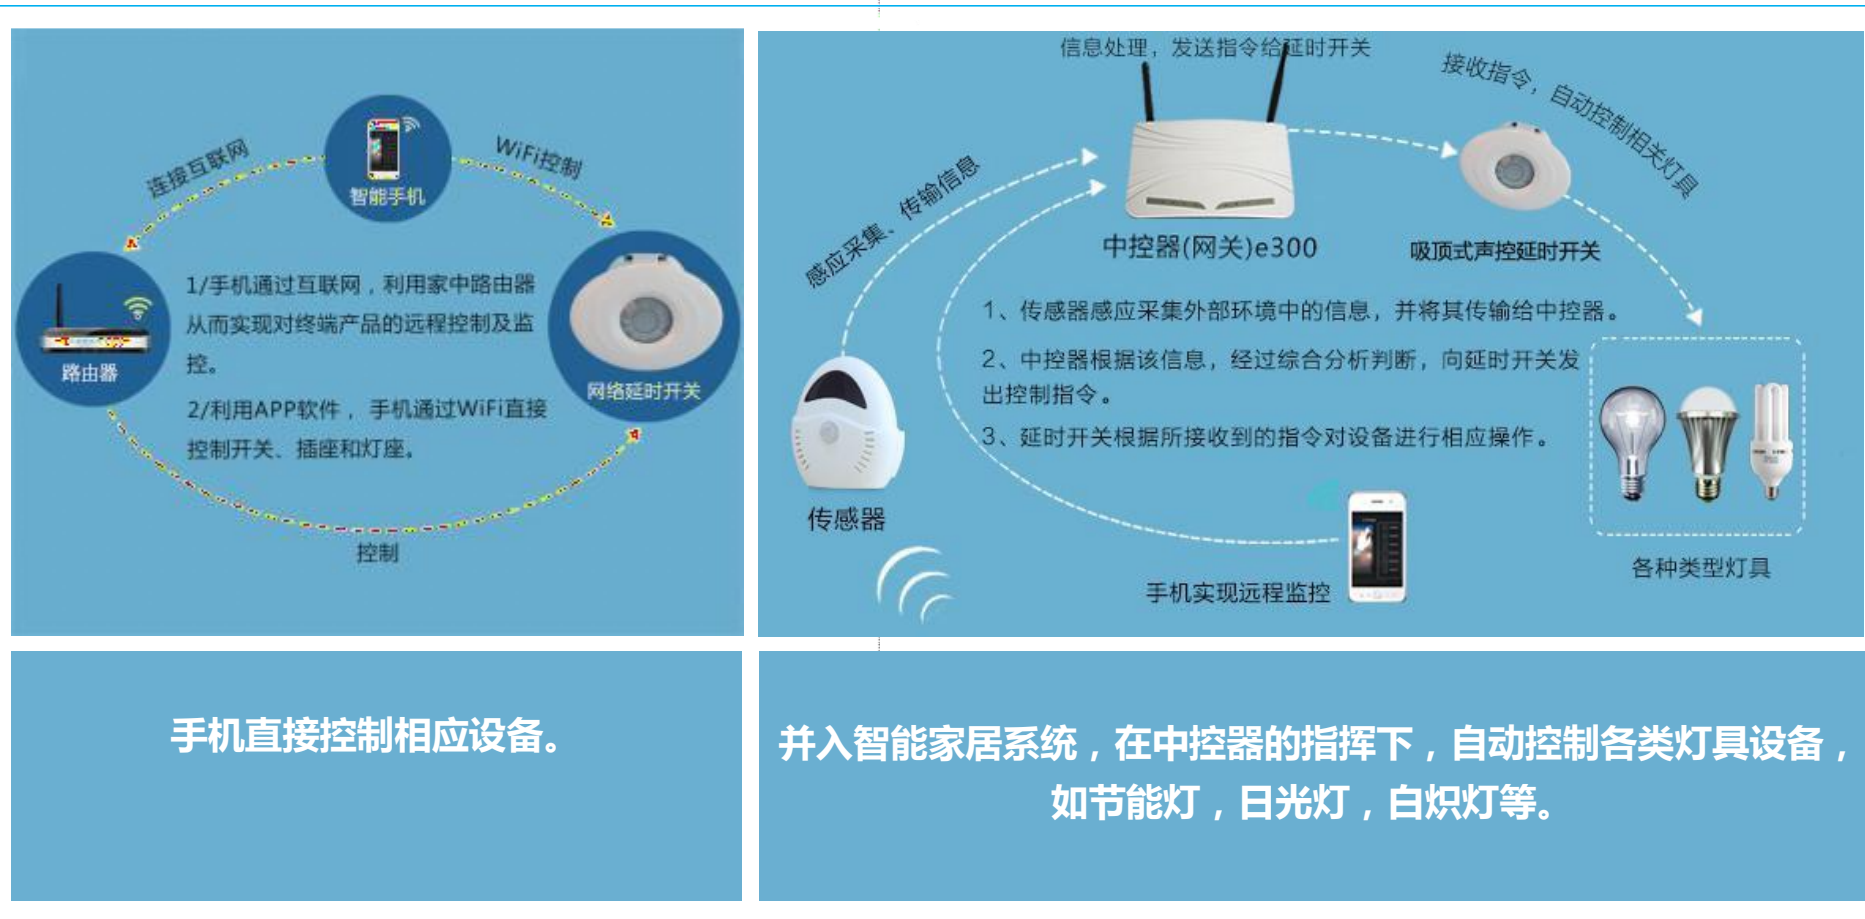 连接互联网
WiFi控制
智能手机
1/手机通过互联网，利用家中路由器
从而实现对终端产品的远程控制及监
控。
2/利用APP软件， 手机通过WiFi直接
控制开关、插座和灯座。
路由器
网络延时开关
控制
信息处理，发送指令给延时开关
接收指令，自动控制相关灯具
感应采集、传输信息
中控器(网关)e300
吸顶式声控延时开关
1、传感器感应采集外部环境中的信息，并将其传输给中控器。
2、中控器根据该信息，经过综合分析判断，向延时开关发
出控制指令。
3、延时开关根据所接收到的指令对设备进行相应操作。
传感器
手机实现远程监控
各种类型灯具
手机直接控制相应设备。
并入智能家居系统，在中控器的指挥下，自动控制各类灯具设备，
如节能灯，日光灯，白炽灯等。